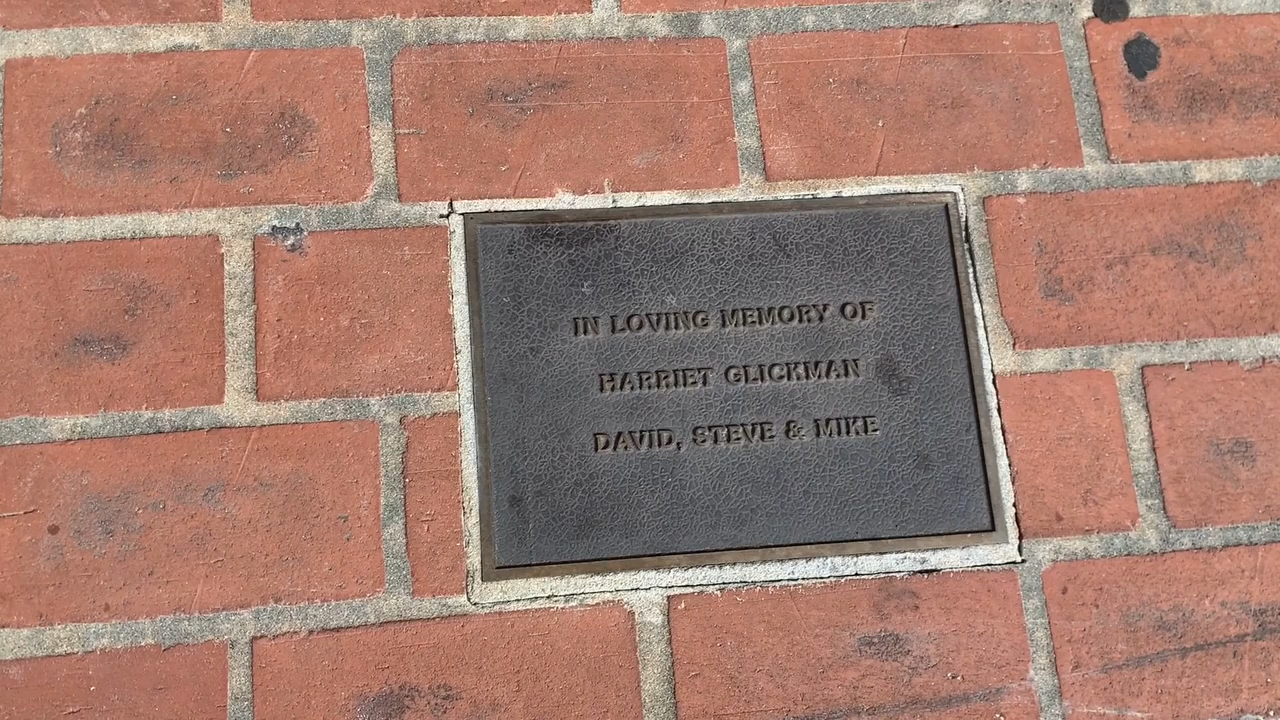 IN LOVING MEMORY OF
HARRIET GLICKMAN
DAVID, STEVE & MIKE